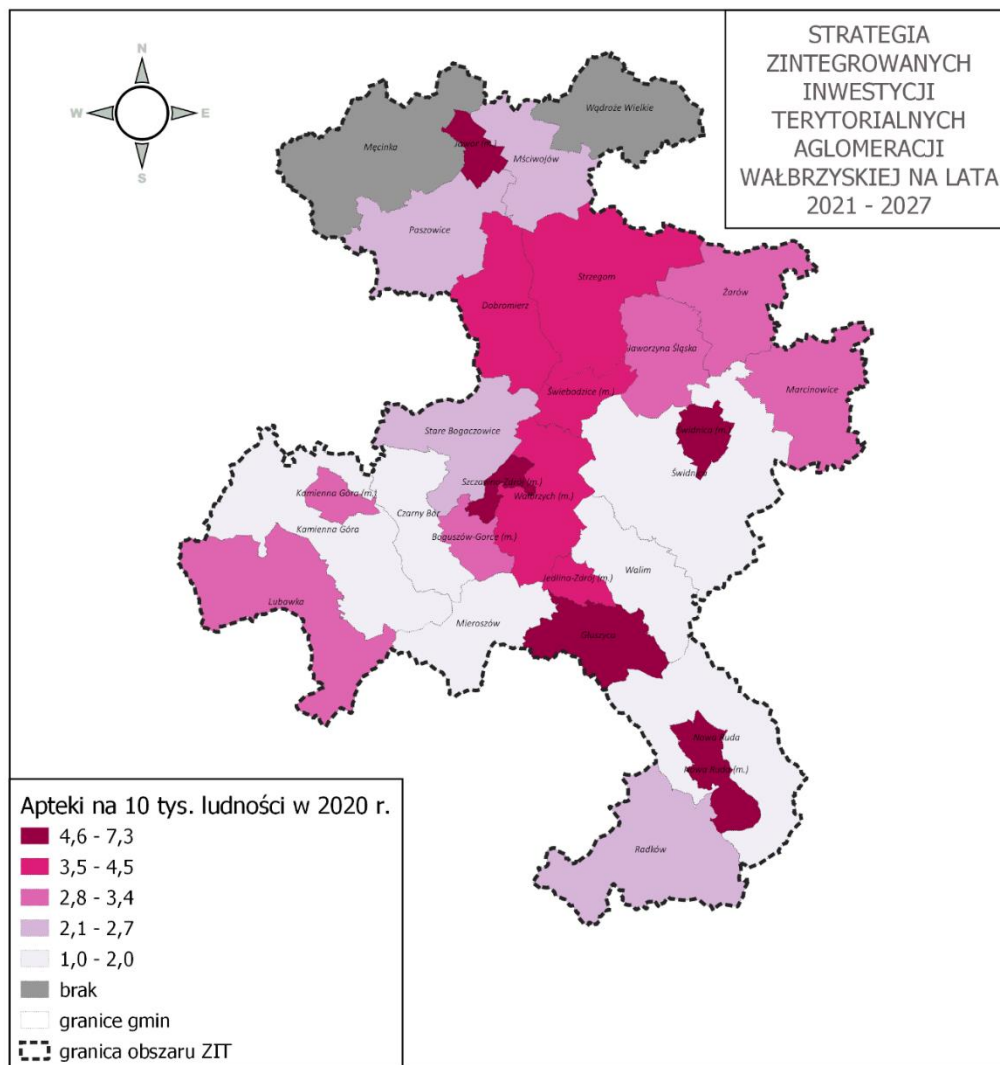 N
W
E
S
STRATEGIA
ZINTEGROWANYCH
INWESTYCJI
TERYTORIALNYCH
AGLOMERACJI
WAŁBRZYSKIEJ NA LATA
2021 - 2027
Wądroże Wielkie
Męcinka
Jawor (m.)
Mściwojów
Paszowice
Strzegom
Dobromierz
Żarów
Jaworzyna Śląska
Marcinowice
Świebodzice (m.)
Stare Bogaczowice
Świdnica (m.)
Świdnica
Szczawno-Zdrój (m.)
Kamienna Góra (m.)
Wałbrzych (m.)
Czarny Bór
Kamienna Góra
Boguszów-Gorce (m.)
Walim
Jedlina-Zdrój (m.)
Lubawka
Mieroszów
Głuszyca
Nowa Ruda
Nowa Ruda (m.)
Radków
Apteki na 10 tys. ludności w 2020 r.
4,6 - 7,3
3,5 - 4,5
2,8 - 3,4
2,1 - 2,7
1,0 - 2,0
brak
granice gmin
granica obszaru ZIT